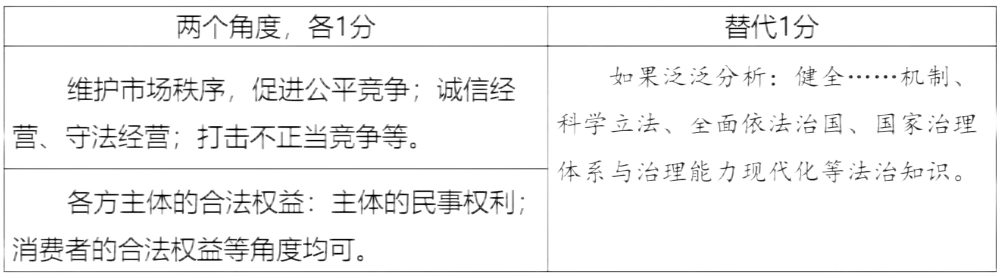 两个角度，各1分
替代1分
维护市场秩序，促进公平竞争；诚信经
营、守法经营；打击不正当竞争等。
各方主体的合法权益：主体的民事权利；
消费者的合法权益等角度均可。
如果泛泛分析：健全……机制、
科学立法、全面依法治国、国家治理
体系与治理能力现代化等法治知识。